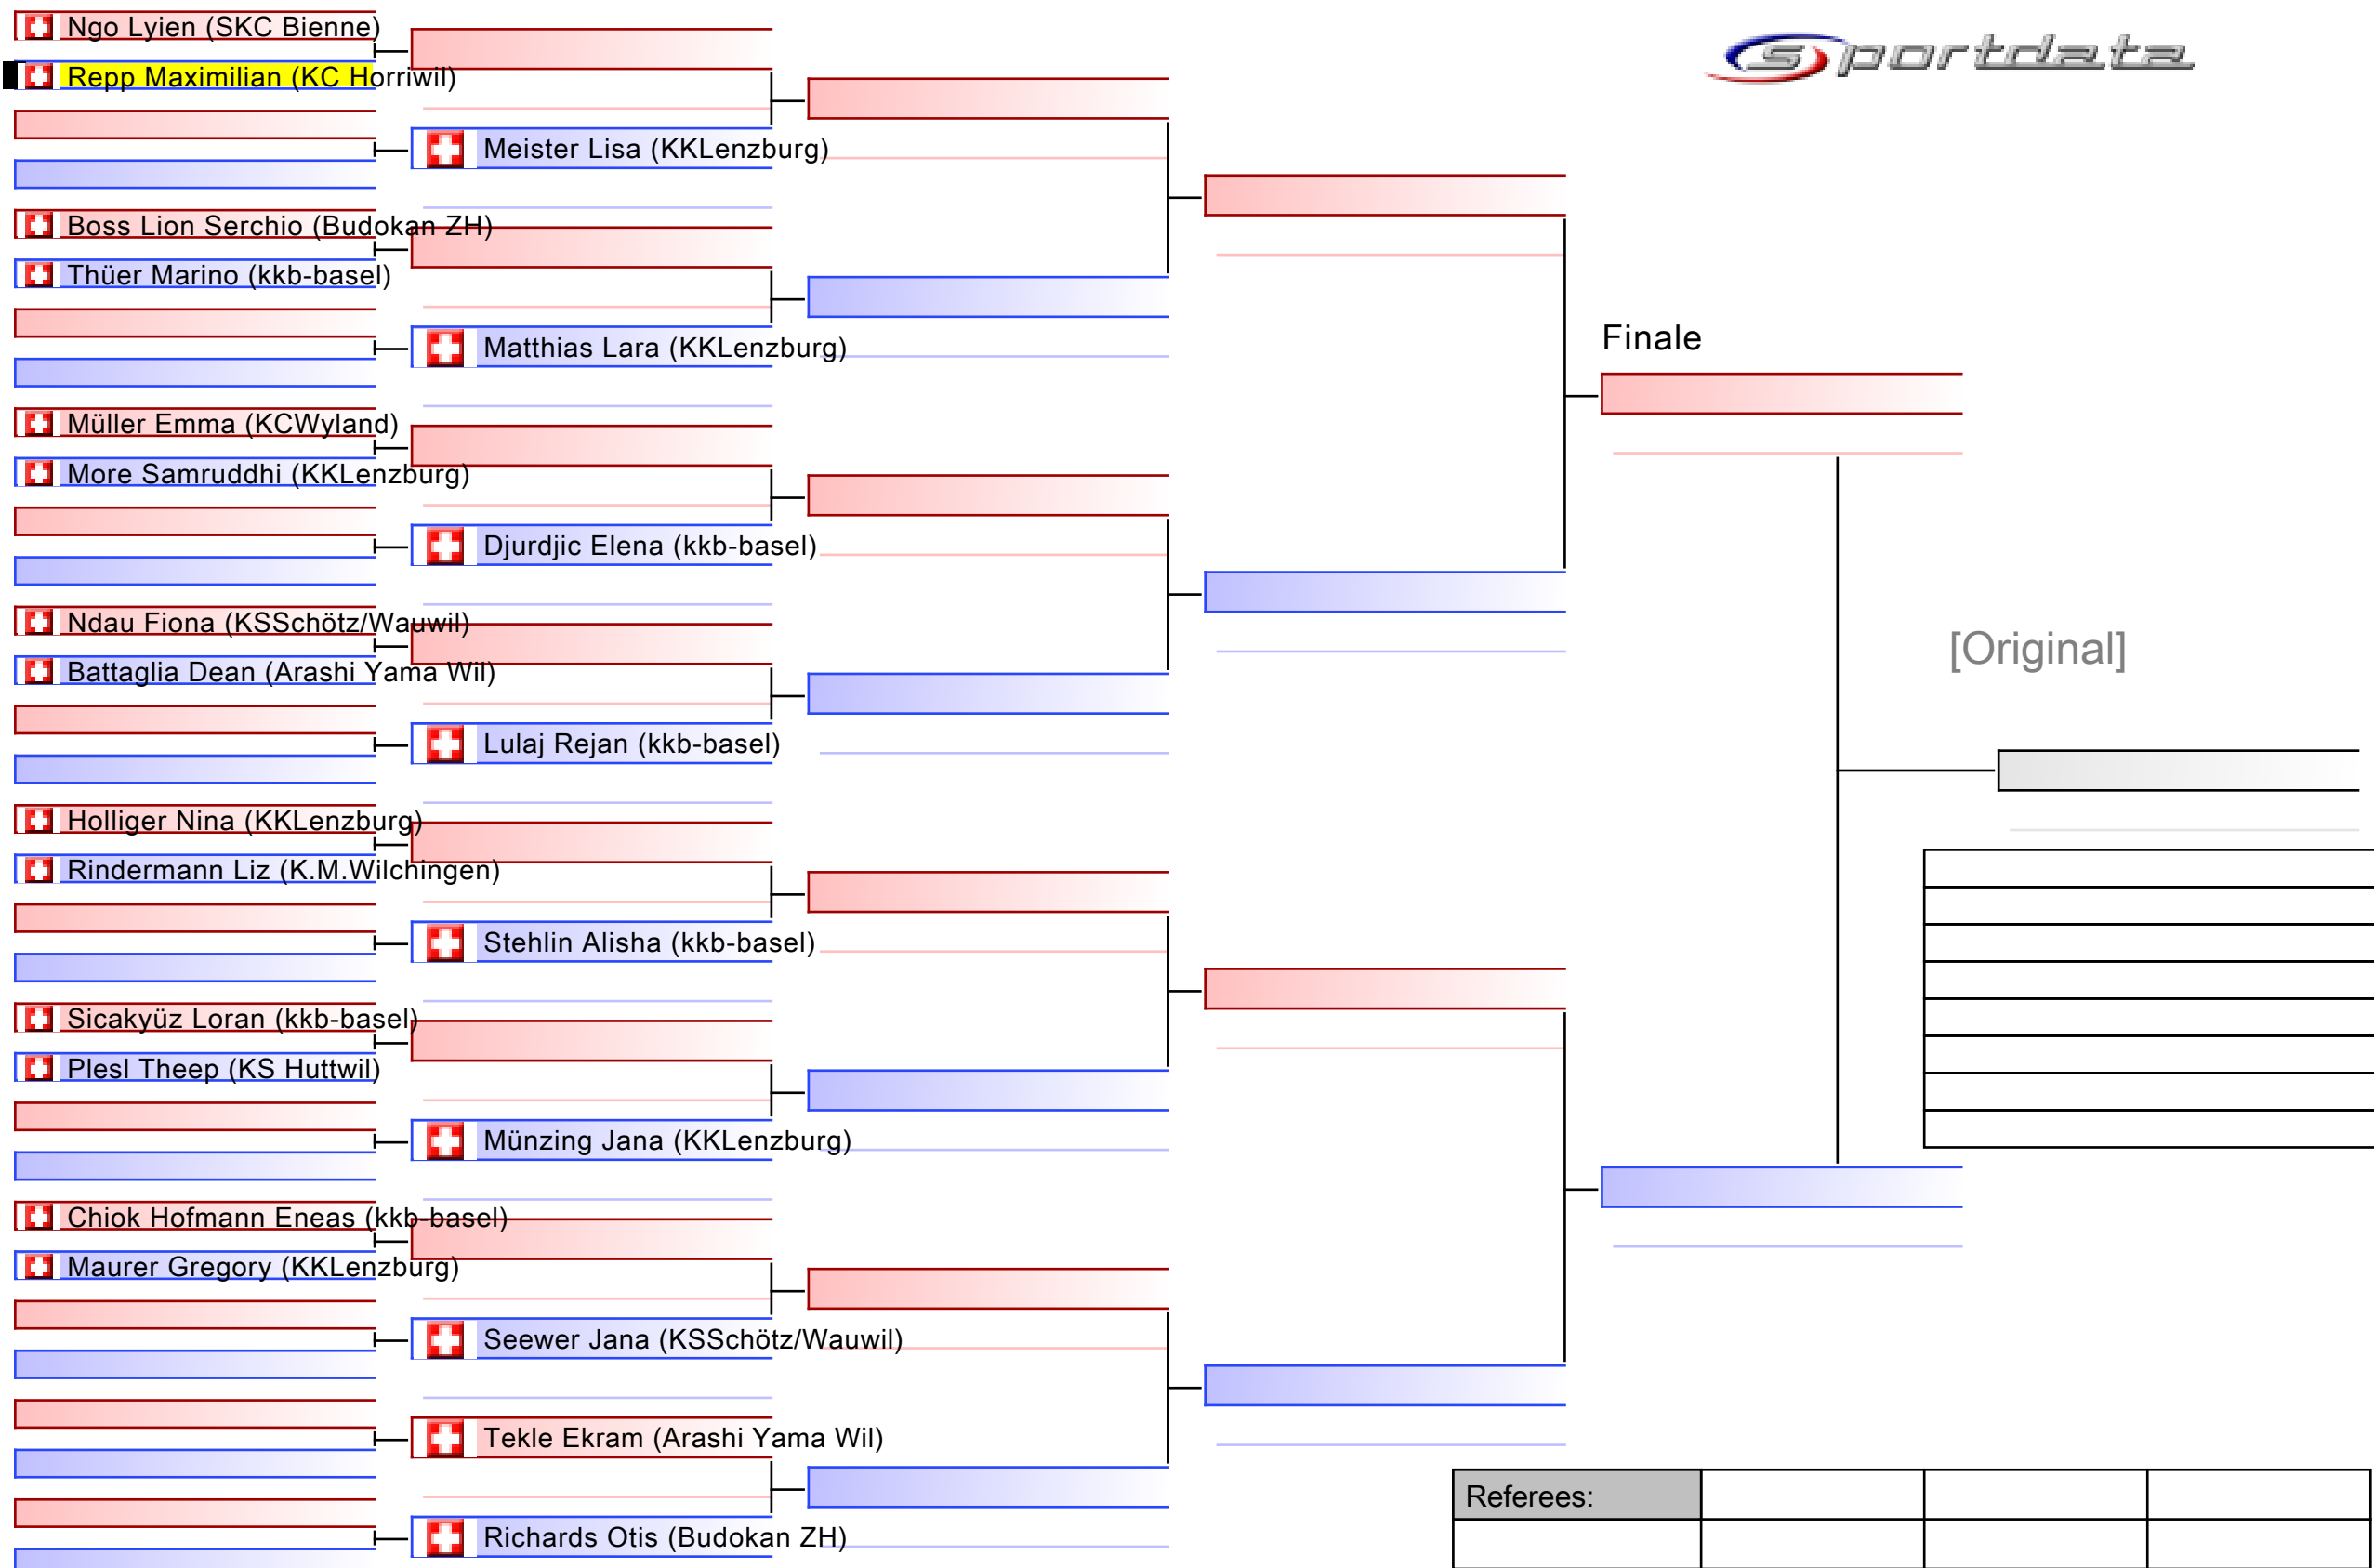 Ngo Lyien (SKC Bienne)
sportdata
Repp Maximilian (KC Horriwil)
Meister Lisa (KKLenzburg)
Boss Lion Serchio (Budokan ZH)
Thüer Marino (kkb-basel)
Finale
Matthias Lara (KKLenzburg)
Müller Emma (KCWyland)
More Samruddhi (KKLenzburg)
Djurdjic Elena (kkb-basel)
Ndau Fiona (KSSchötz/Wauwil)
[Original]
Battaglia Dean (Arashi Yama Wil)
Lulaj Rejan (kkb-basel)
Holliger Nina (KKLenzburg)
Rindermann Liz (K.M.Wilchingen)
Stehlin Alisha (kkb-basel)
Sicakyüz Loran (kkb-basel)
Plesl Theep (KS Huttwil)
Münzing Jana (KKLenzburg)
Chiok Hofmann Eneas (kkb-basel)
Maurer Gregory (KKLenzburg)
Seewer Jana (KSSchötz/Wauwil)
Tekle Ekram (Arashi Yama Wil)
Referees:
Richards Otis (Budokan ZH)